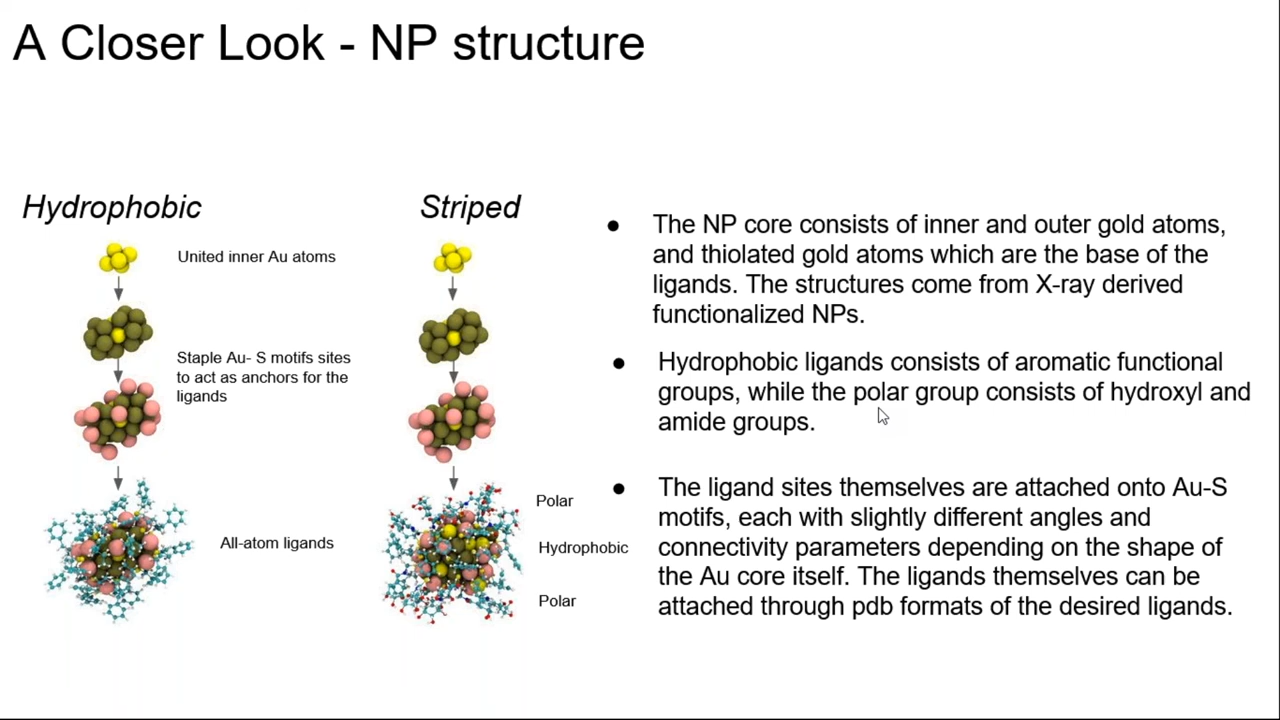 A Closer Look - NP structure
Hydrophobic
United inner Au atoms
Staple Au- S motifs sites
to act as anchors for the
ligands
All-atom ligands
Striped
Polar
Hydrophobic
Polar
● The NP core consists of inner and outer gold atoms,
and thiolated gold atoms which are the base of the
ligands. The structures come from X-ray derived
functionalized NPs.
● Hydrophobic ligands consists of aromatic functional
groups, while the polar group consists of hydroxyl and
amide groups.
● The ligand sites themselves are attached onto Au-S
motifs, each with slightly different angles and
connectivity parameters depending on the shape of
the Au core itself. The ligands themselves can be
attached through pdb formats of the desired ligands.